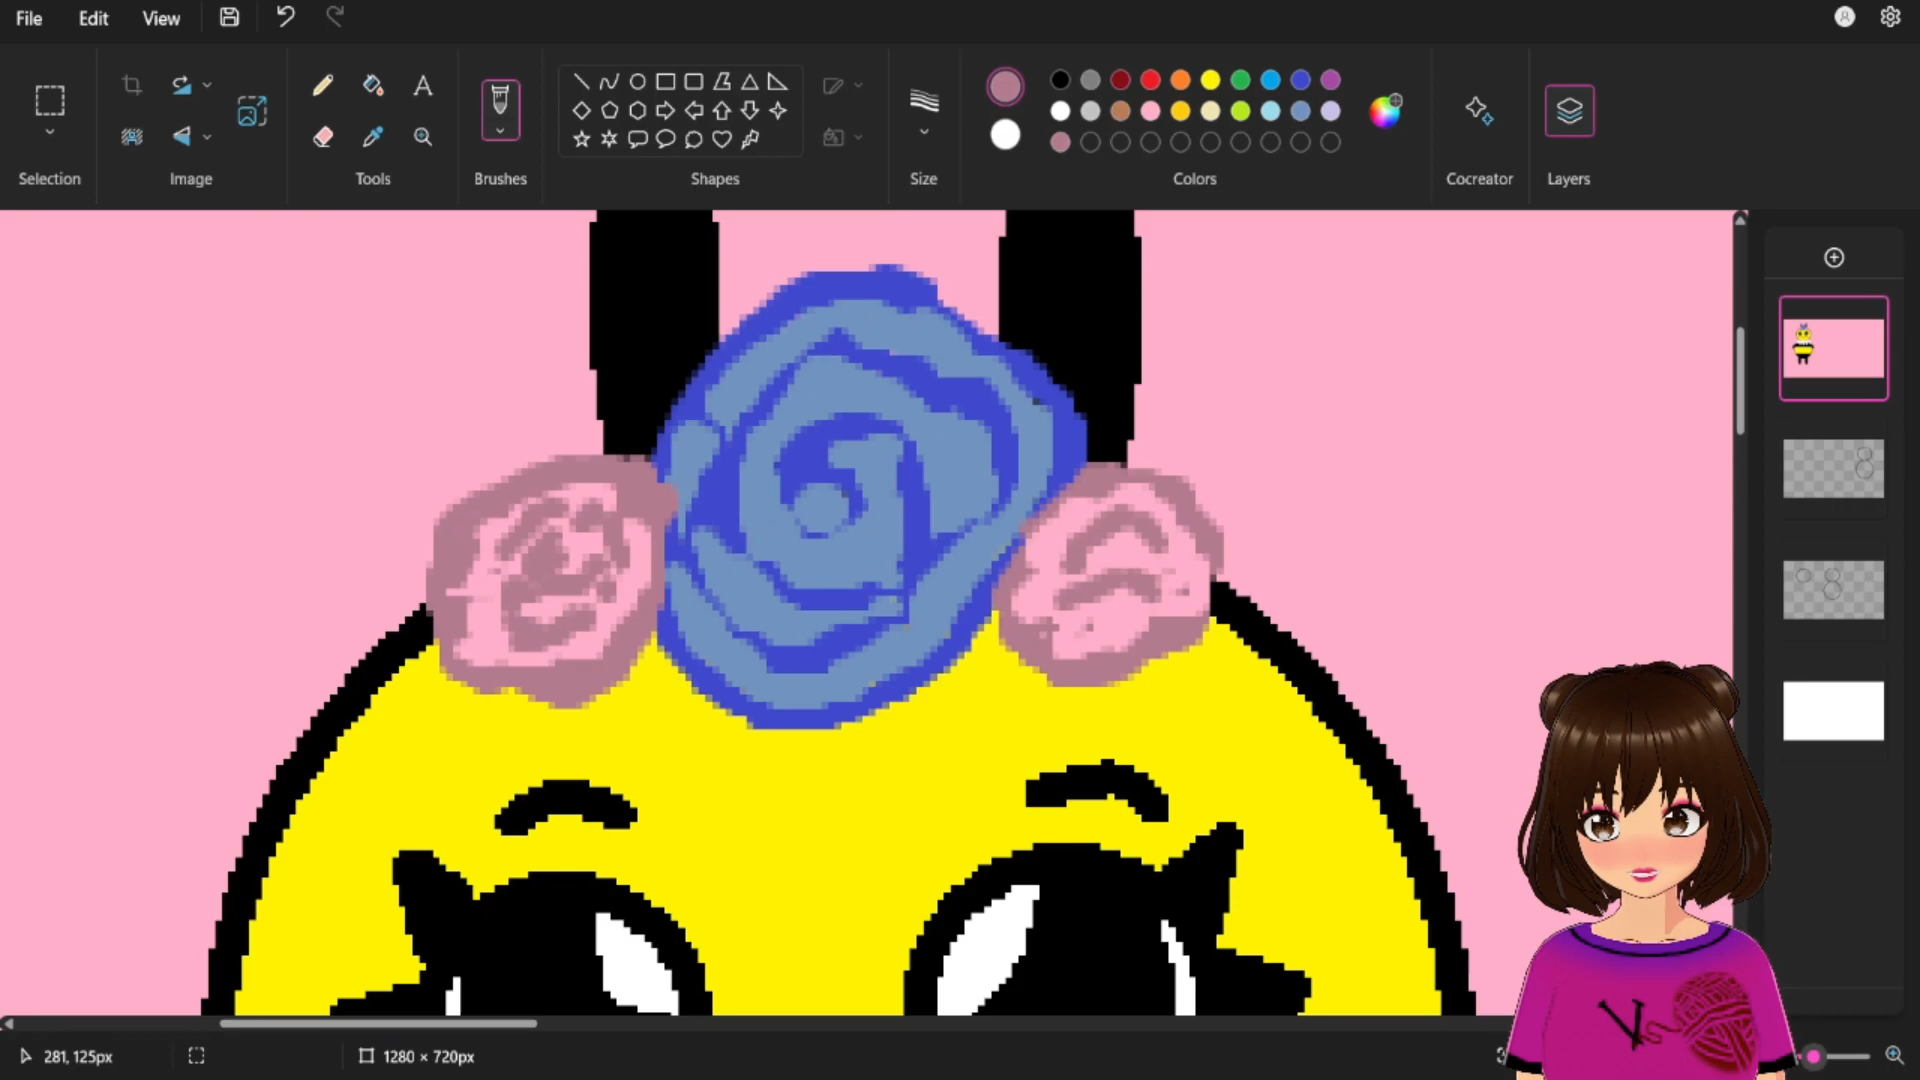 File Edit View
Selection Image Tools Brushes Shapes Size Colors Cocreator Layers
281, 125px 1280 × 720px